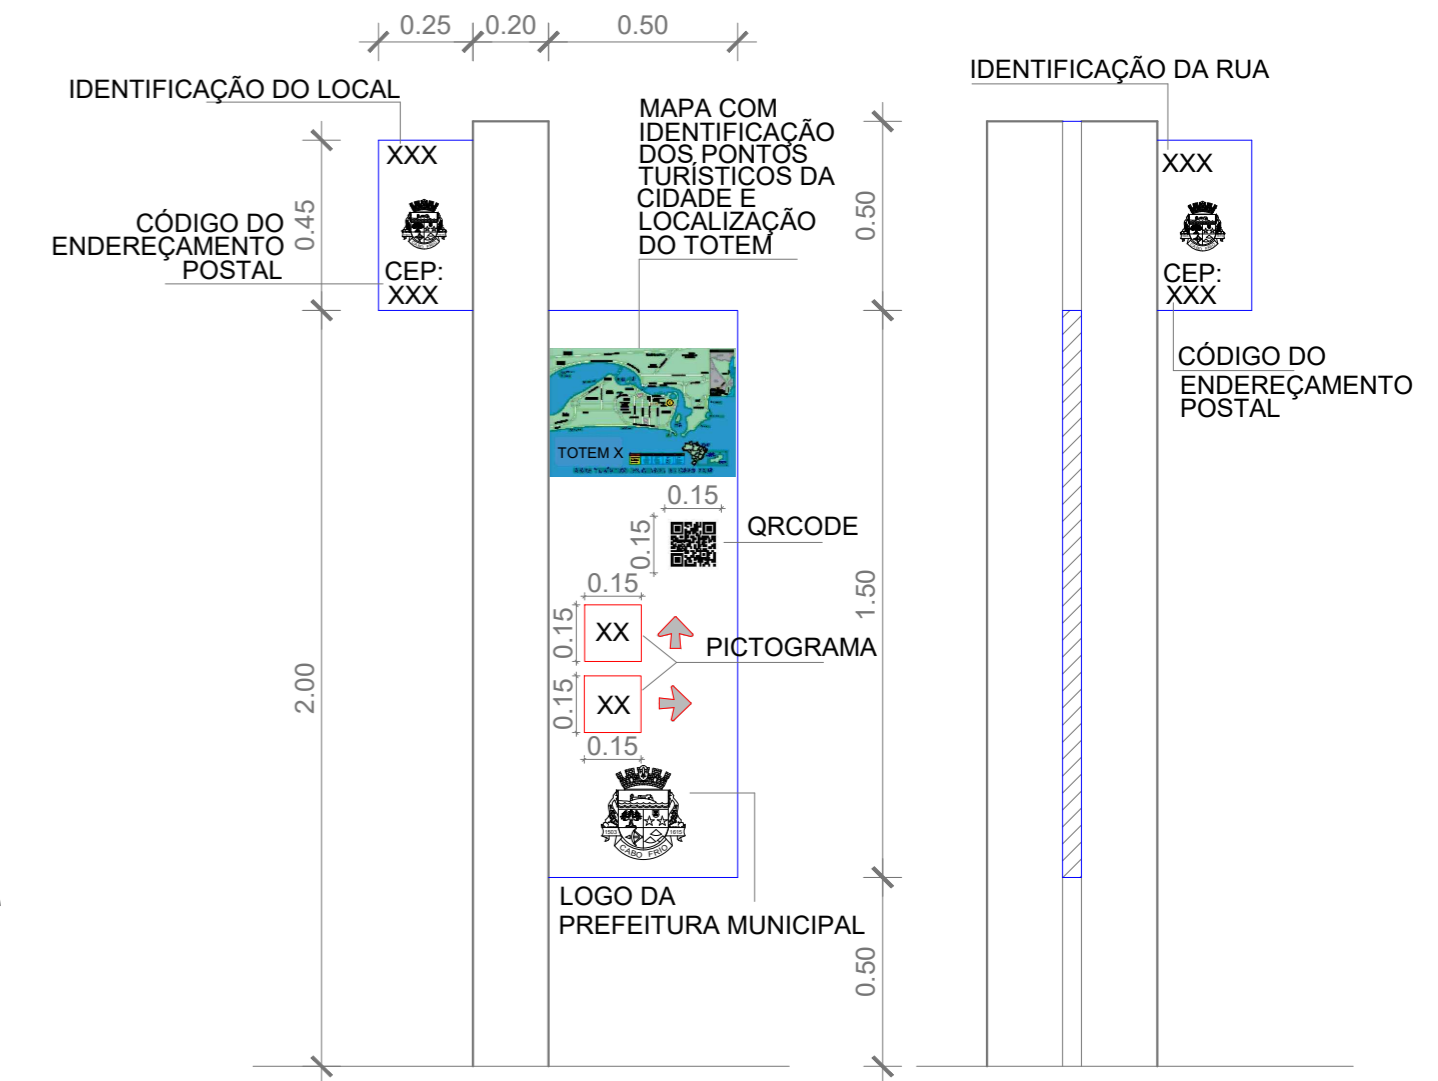 0.25 0.20 0.50
IDENTIFICAÇÃO DO LOCAL
XXX
CÓDIGO DO
ENDEREÇAMENTO
POSTAL
0.45
CEP:
XXX
MAPA COM
IDENTIFICAÇÃO
DOS PONTOS
TURÍSTICOS DA
CIDADE E
LOCALIZAÇÃO
DO TOTEM
TOTEM X
0.15
0.15
QRCODE
0.15
0.15
XX
PICTOGRAMA
0.15
XX
0.15
1503 1615
CABO FRIO
LOGO DA
PREFEITURA MUNICIPAL
2.00
0.50
1.50
0.50
IDENTIFICAÇÃO DA RUA
XXX
CEP:
XXX
CÓDIGO DO
ENDEREÇAMENTO
POSTAL